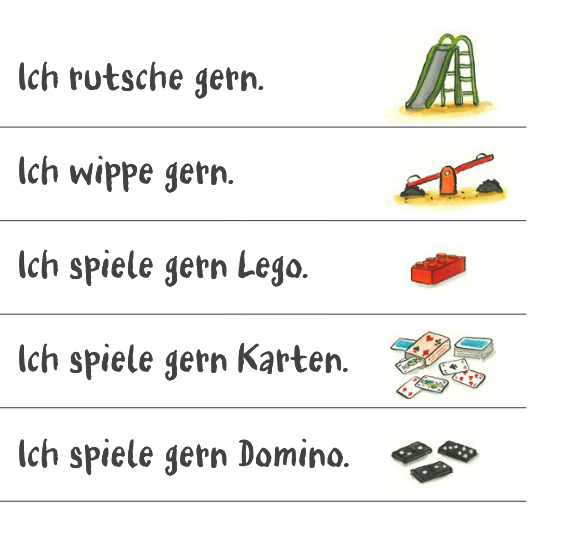 Ich rutsche gern.
Ich wippe gern.
Ich spiele gern Lego.
Ich spiele gern Karten.
Ich spiele gern Domino.